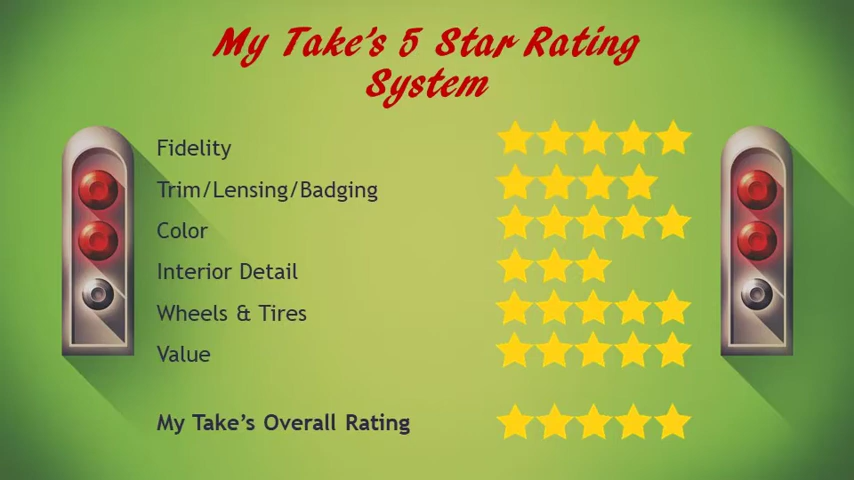 My Take's 5 Star Rating
System
Fidelity
Trim/Lensing/Badging
Color
Interior Detail
Wheels & Tires
Value
My Take's Overall Rating